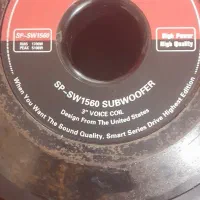 SP-SW1560
High Power
High Quality
SP-SW1560 SUBWOOFER
3" VOICE COIL
Design From The United States
When You Want The Sound Quality, Smart Series Drive Highest Edition